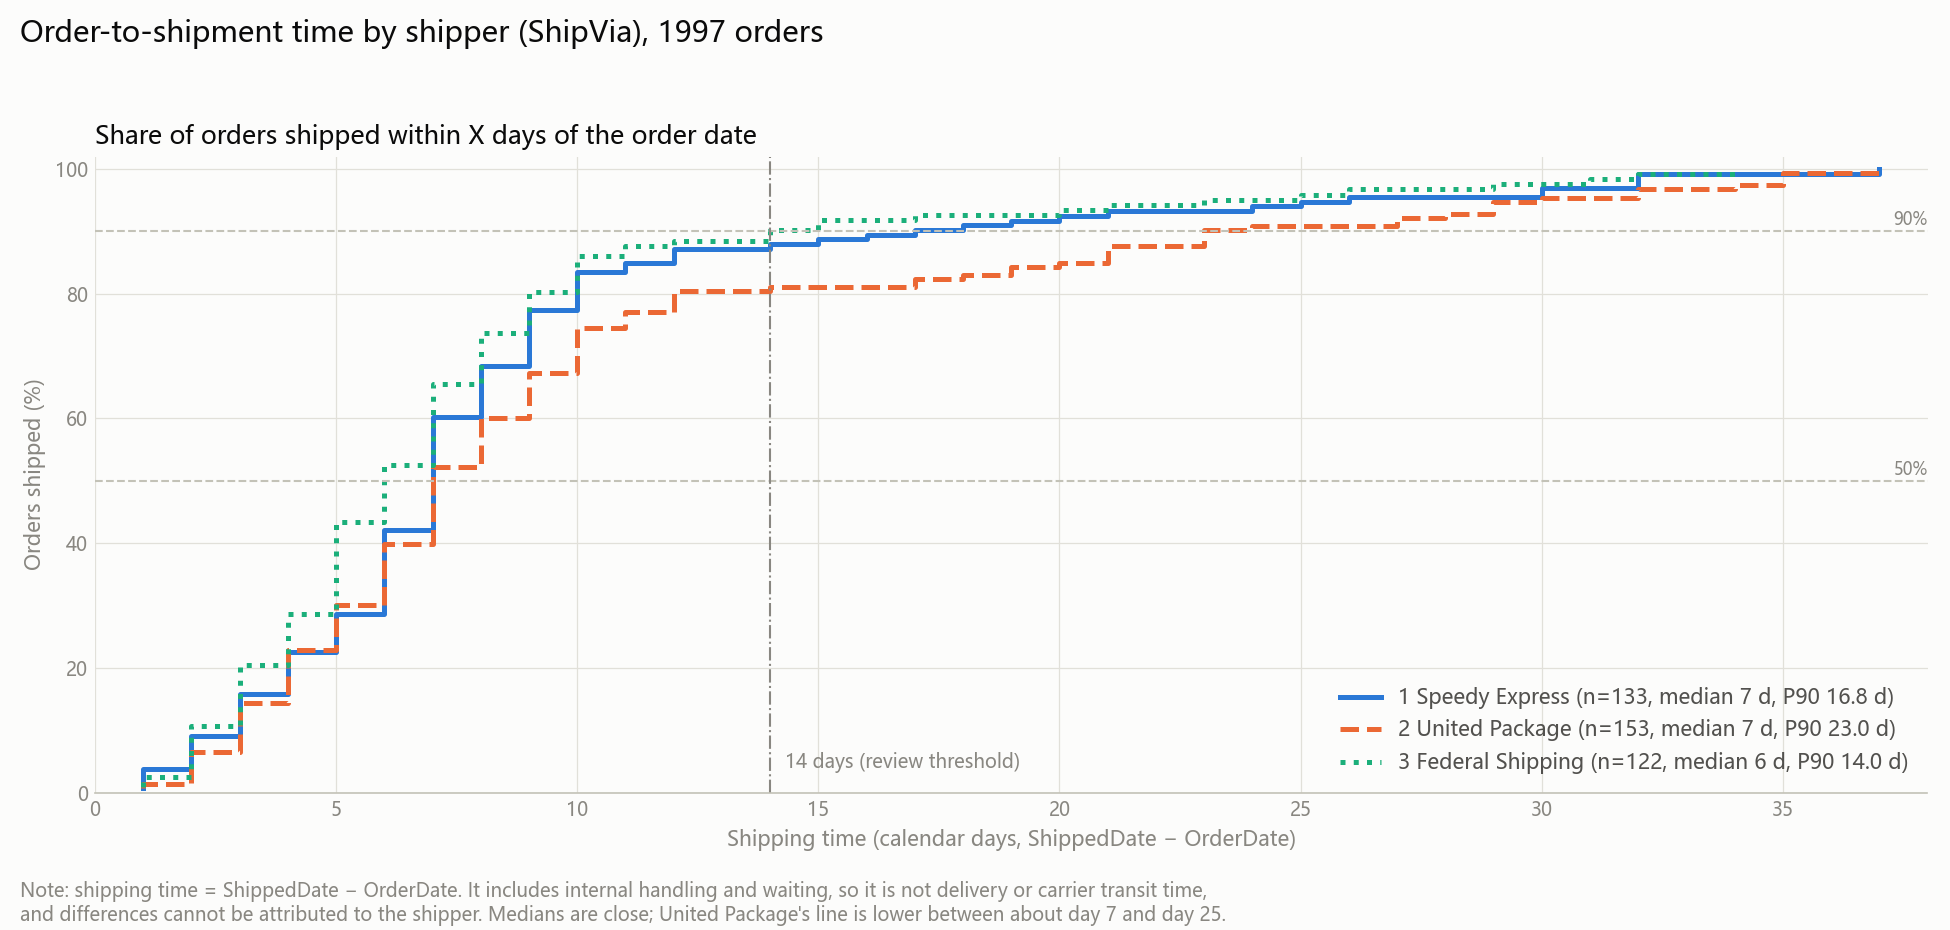 Order-to-shipment time by shipper (ShipVia), 1997 orders
Share of orders shipped within X days of the order date
100
80
60
40
20
0
Orders shipped (%)
90%
50%
14 days (review threshold)
1 Speedy Express (n=133, median 7 d, P90 16.8 d)
2 United Package (n=153, median 7 d, P90 23.0 d)
3 Federal Shipping (n=122, median 6 d, P90 14.0 d)
0 5 10 15 20 25 30 35
Shipping time (calendar days, ShippedDate − OrderDate)
Note: shipping time = ShippedDate − OrderDate. It includes internal handling and waiting, so it is not delivery or carrier transit time,
and differences cannot be attributed to the shipper. Medians are close; United Package's line is lower between about day 7 and day 25.